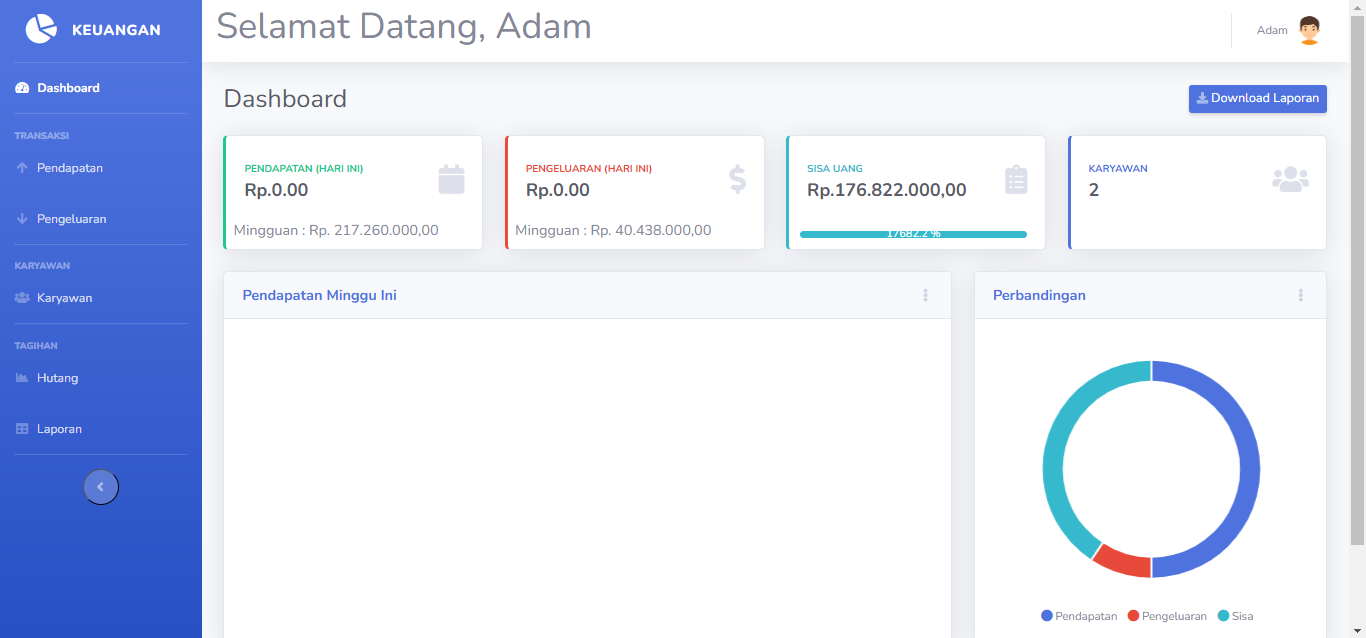 KEUANGAN
Selamat Datang, Adam
Adam
Dashboard
TRANSAKSI
Pendapatan
Pengeluaran
KARYAWAN
Karyawan
TAGIHAN
Hutang
Laporan
Dashboard
Download Laporan
PENDAPATAN (HARI INI)
Rp.0.00
Mingguan : Rp. 217.260.000,00
PENGELUARAN (HARI INI)
Rp.0.00
Mingguan : Rp. 40.438.000,00
SISA UANG
Rp.176.822.000,00
17682.2 %
KARYAWAN
2
Pendapatan Minggu Ini
Perbandingan
Pendapatan Pengeluaran Sisa